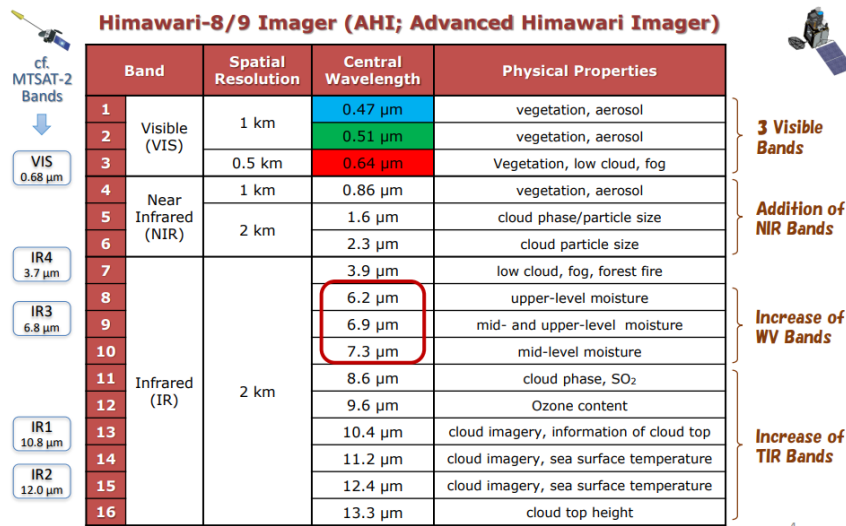 Himawari-8/9 Imager (AHI; Advanced Himawari Imager)
cf.
MTSAT-2
Bands
VIS
0.68 µm
IR4
3.7 µm
IR3
6.8 µm
IR1
10.8 µm
IR2
12.0 µm
Band Spatial Resolution Central Wavelength Physical Properties
1 Visible (VIS) 1 km 0.47 µm vegetation, aerosol
2 0.51 µm vegetation, aerosol
3 0.5 km 0.64 µm Vegetation, low cloud, fog
4 Near Infrared (NIR) 1 km 0.86 µm vegetation, aerosol
5 2 km 1.6 µm cloud phase/particle size
6 2.3 µm cloud particle size
7 Infrared (IR) 2 km 3.9 µm low cloud, fog, forest fire
8 6.2 µm upper-level moisture
9 6.9 µm mid- and upper-level moisture
10 7.3 µm mid-level moisture
11 8.6 µm cloud phase, SO₂
12 9.6 µm Ozone content
13 10.4 µm cloud imagery, information of cloud top
14 11.2 µm cloud imagery, sea surface temperature
15 12.4 µm cloud imagery, sea surface temperature
16 13.3 µm cloud top height
3 Visible
Bands
Addition of
NIR Bands
Increase of
WV Bands
Increase of
TIR Bands